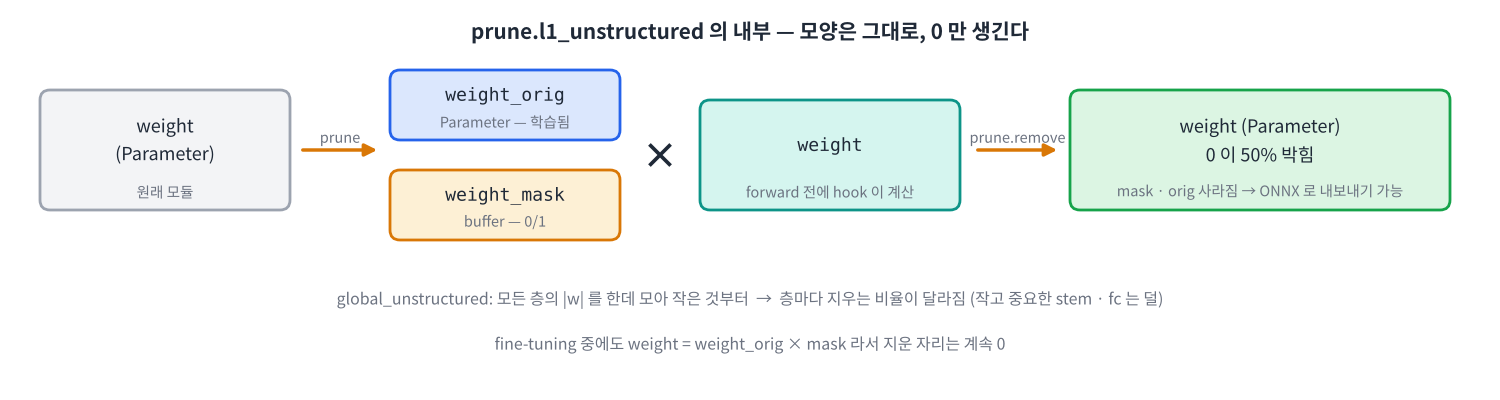 prune.l1_unstructured 의 내부 — 모양은 그대로, 0 만 생긴다
weight
(Parameter)
원래 모듈
prune
weight_orig
Parameter — 학습됨
weight_mask
buffer — 0/1
×
weight
forward 전에 hook 이 계산
prune.remove
weight (Parameter)
0 이 50% 박힘
mask · orig 사라짐 → ONNX 로 내보내기 가능
global_unstructured: 모든 층의 |w| 를 한데 모아 작은 것부터 → 층마다 지우는 비율이 달라짐 (작고 중요한 stem · fc 는 덜)
fine-tuning 중에도 weight = weight_orig × mask 라서 지운 자리는 계속 0